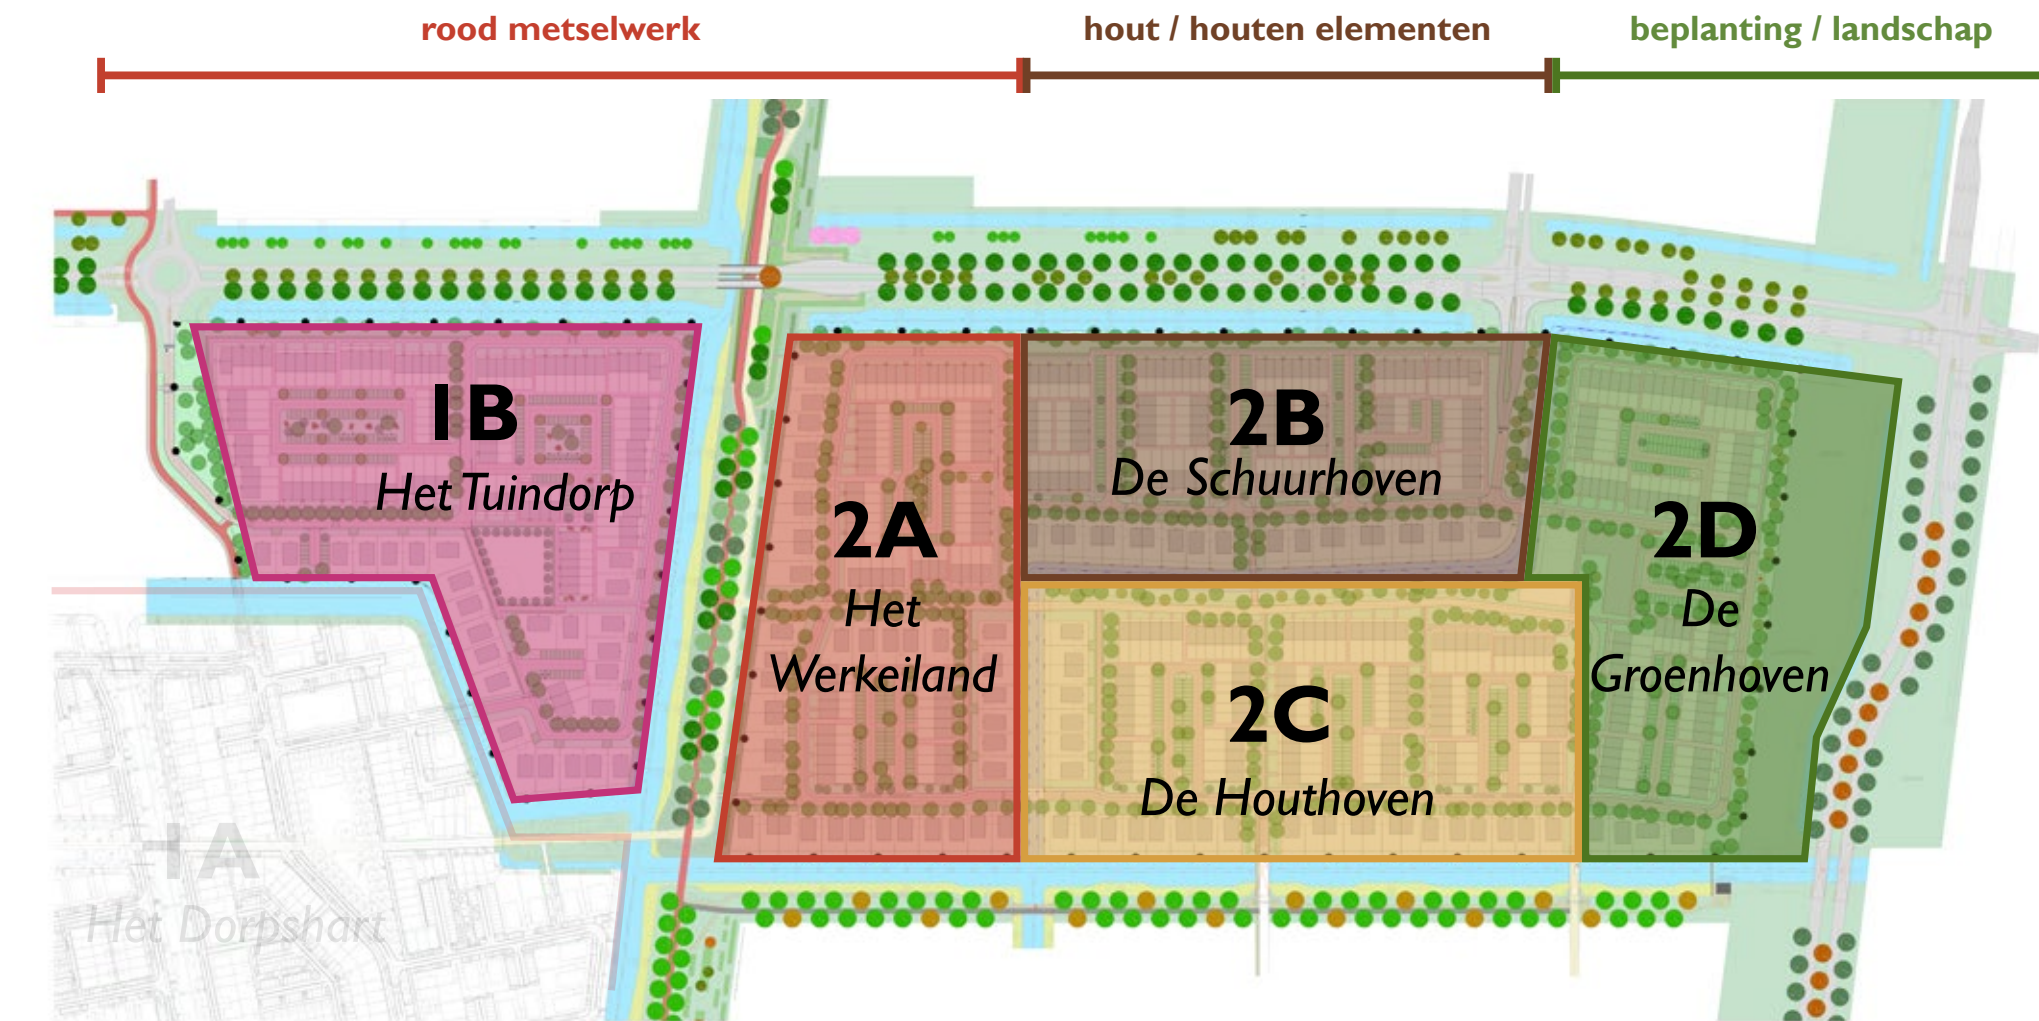 rood metselwerk
hout / houten elementen
beplanting / landschap
1B
Het Tuindorp
2A
Het
Werkeiland
2B
De Schuurhoven
2C
De Houthoven
2D
De
Groenhoven
1A
Het Dorpshart